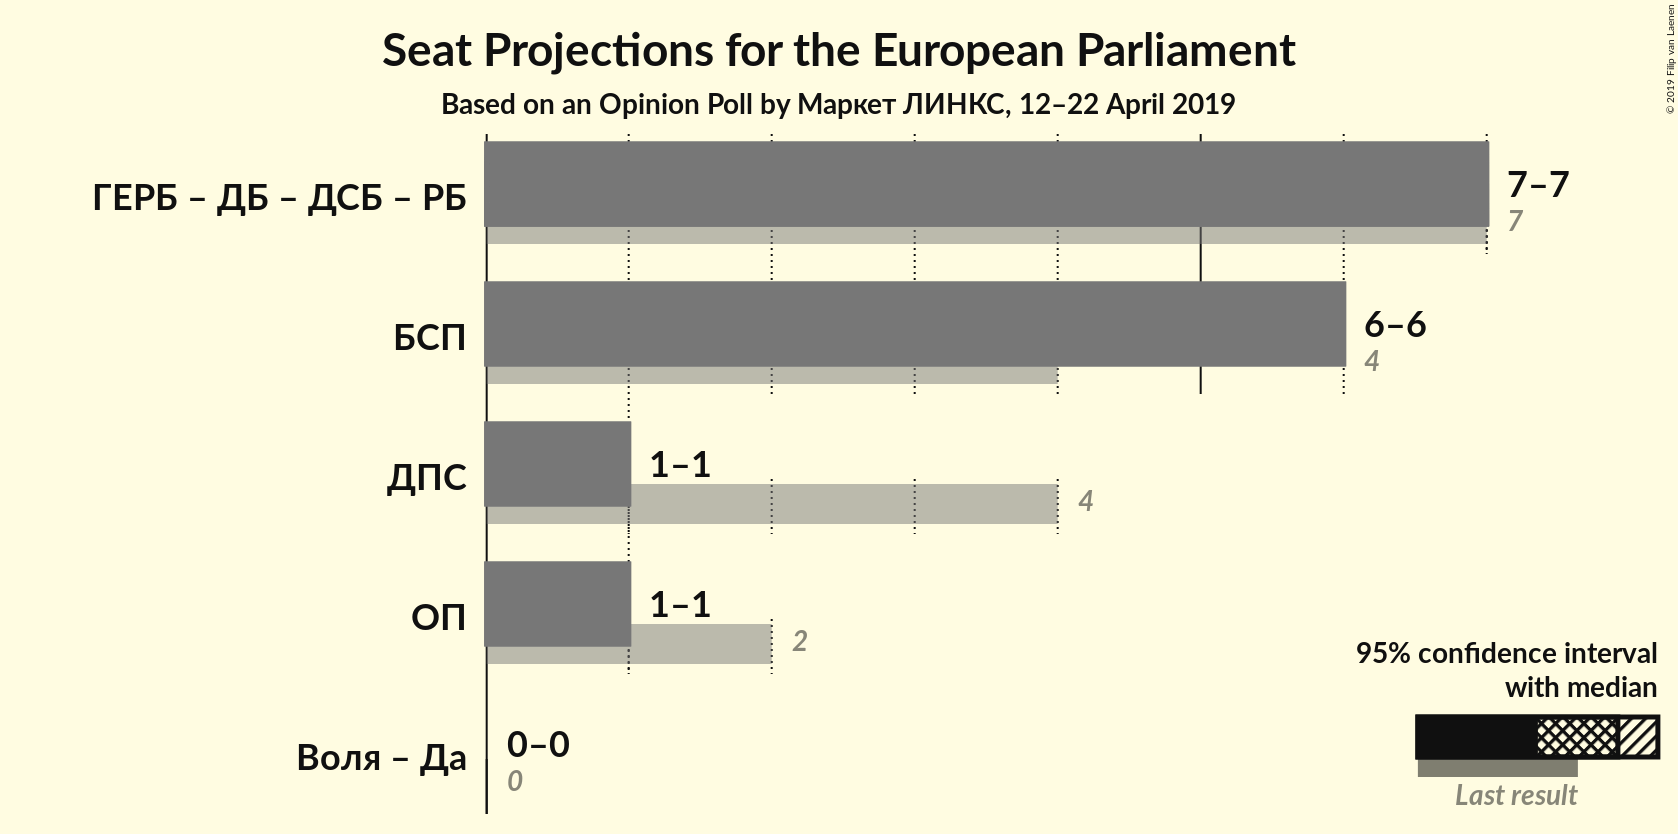 Seat Projections for the European Parliament
Based on an Opinion Poll by Маркет ЛИНКС, 12–22 April 2019
© 2019 Filip van Laenen
ГЕРБ – ДБ – ДСБ – РБ
7–7
7
БСП
6–6
4
ДПС
1–1
4
ОП
1–1
2
Воля – Да
0–0
0
95% confidence interval
with median
Last result